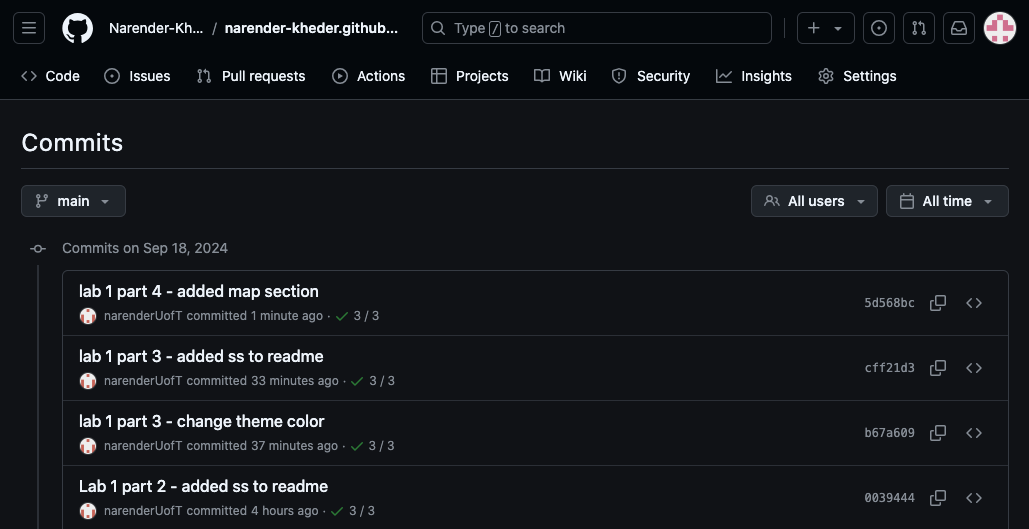 Narender-Kh... / narender-kheder.github... Type / to search
Code Issues Pull requests Actions Projects Wiki Security Insights Settings
Commits
main All users All time
Commits on Sep 18, 2024
lab 1 part 4 - added map section
narenderUofT committed 1 minute ago · 3 / 3
5d568bc
lab 1 part 3 - added ss to readme
narenderUofT committed 33 minutes ago · 3 / 3
cff21d3
lab 1 part 3 - change theme color
narenderUofT committed 37 minutes ago · 3 / 3
b67a609
Lab 1 part 2 - added ss to readme
narenderUofT committed 4 hours ago · 3 / 3
0039444